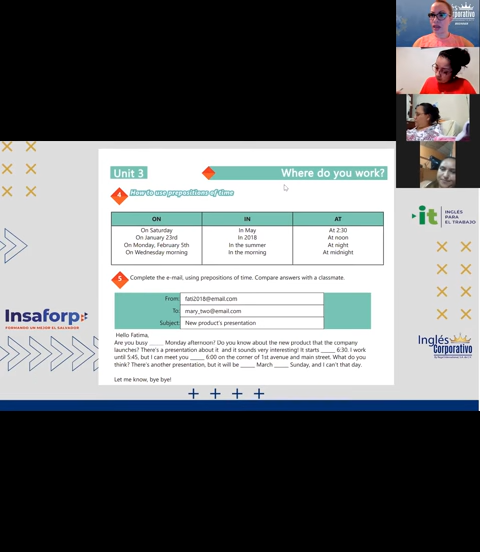 Corporativo
Unit 3
Where do you work?
4
How to use prepositions of time
ON
IN
AT
On Saturday
On January 23rd
On Monday, February 5th
On Wednesday morning
In May
In 2018
In the summer
In the morning
At 2:30
At noon
At night
At midnight
5
Complete the e-mail, using prepositions of time. Compare answers with a classmate.
From: fati2018@email.com
To: mary_two@email.com
Subject: New product's presentation
Hello Fatima,
Are you busy _____ Monday afternoon? Do you know about the new product that the company
launches? There's a presentation about it and it sounds very interesting! It starts _____ 6:30. I work
until 5:45, but I can meet you _____ 6:00 on the corner of 1st avenue and main street. What do you
think? There's another presentation, but it will be _____ March _____ Sunday, and I can't that day.
Let me know, bye bye!
Insaforp
FORMANDO UN MEJOR EL SALVADOR
it
INGLÉS
PARA
EL TRABAJO
Inglés
Corporativo